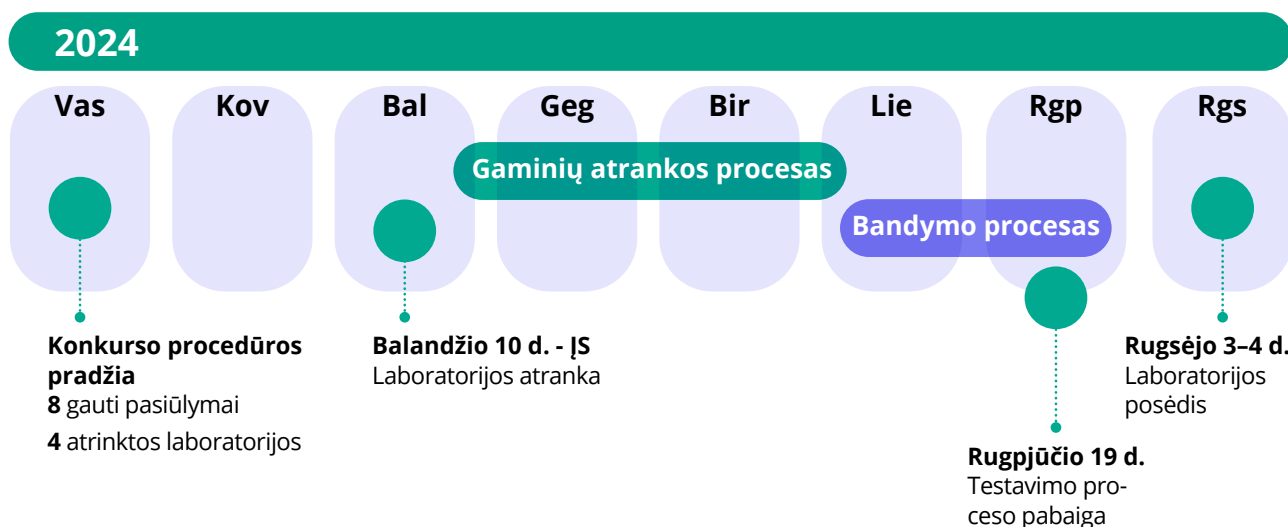 2024
Vas
Kov
Bal
Geg
Bir
Lie
Rgp
Rgs
Gaminių atrankos procesas
Bandymo procesas
Konkurso procedūros
pradžia
8 gauti pasiūlymai
4 atrinktos laboratorijos
Balandžio 10 d. - ĮS
Laboratorijos atranka
Rugpjūčio 19 d.
Testavimo pro-
ceso pabaiga
Rugsėjo 3–4 d.
Laboratorijos
posėdis